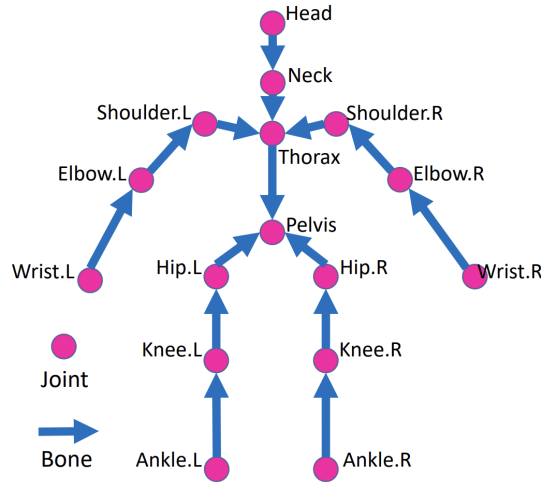 Head
Neck
Shoulder.L
Shoulder.R
Thorax
Elbow.L
Elbow.R
Pelvis
Wrist.L
Hip.L
Hip.R
Wrist.R
Knee.L
Knee.R
Joint
Bone
Ankle.L
Ankle.R